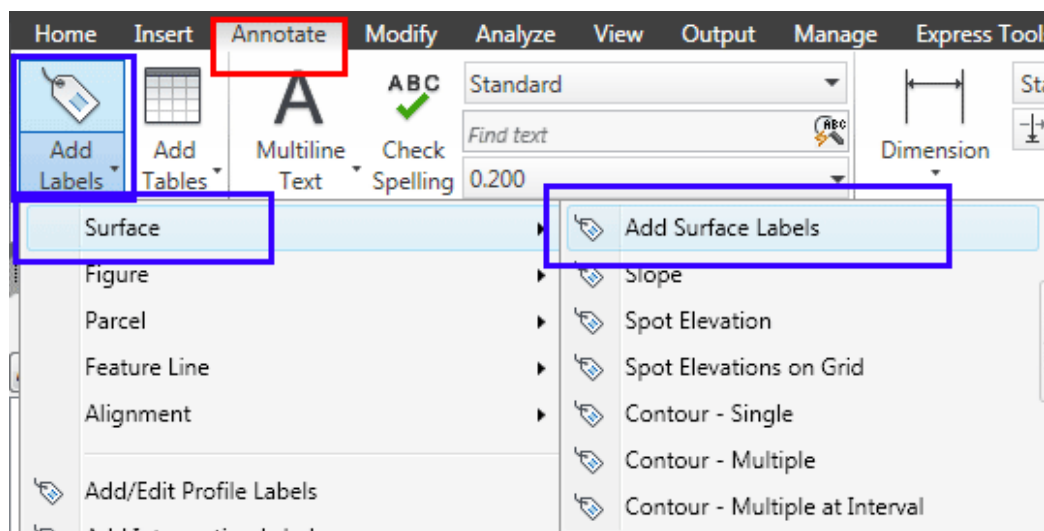 Home Insert Annotate Modify Analyze View Output Manage Express Tool
Add Labels
Add Tables
A
Multiline Text
ABC
Check Spelling
Standard
Find text
ABC
0.200
Dimension
Sta
Surface
Figure
Parcel
Feature Line
Alignment
Add/Edit Profile Labels
Add Surface Labels
Slope
Spot Elevation
Spot Elevations on Grid
Contour - Single
Contour - Multiple
Contour - Multiple at Interval